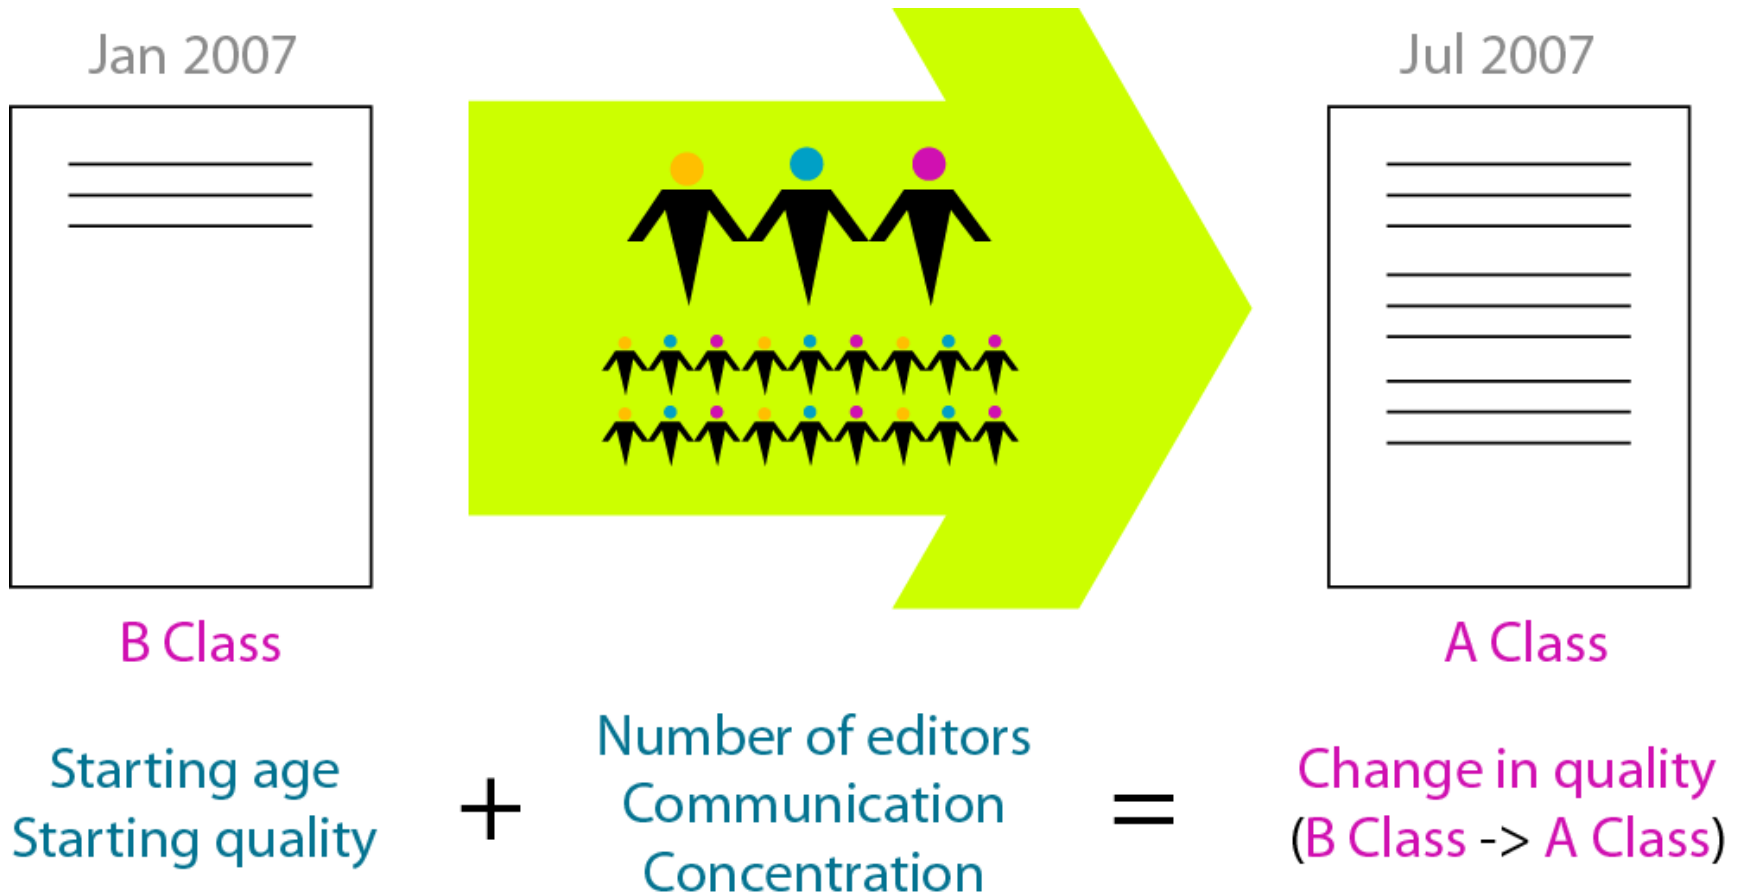 Jan 2007
Jul 2007
B Class
A Class
Starting age
Starting quality
+
Number of editors
Communication
Concentration
=
Change in quality
(B Class -> A Class)